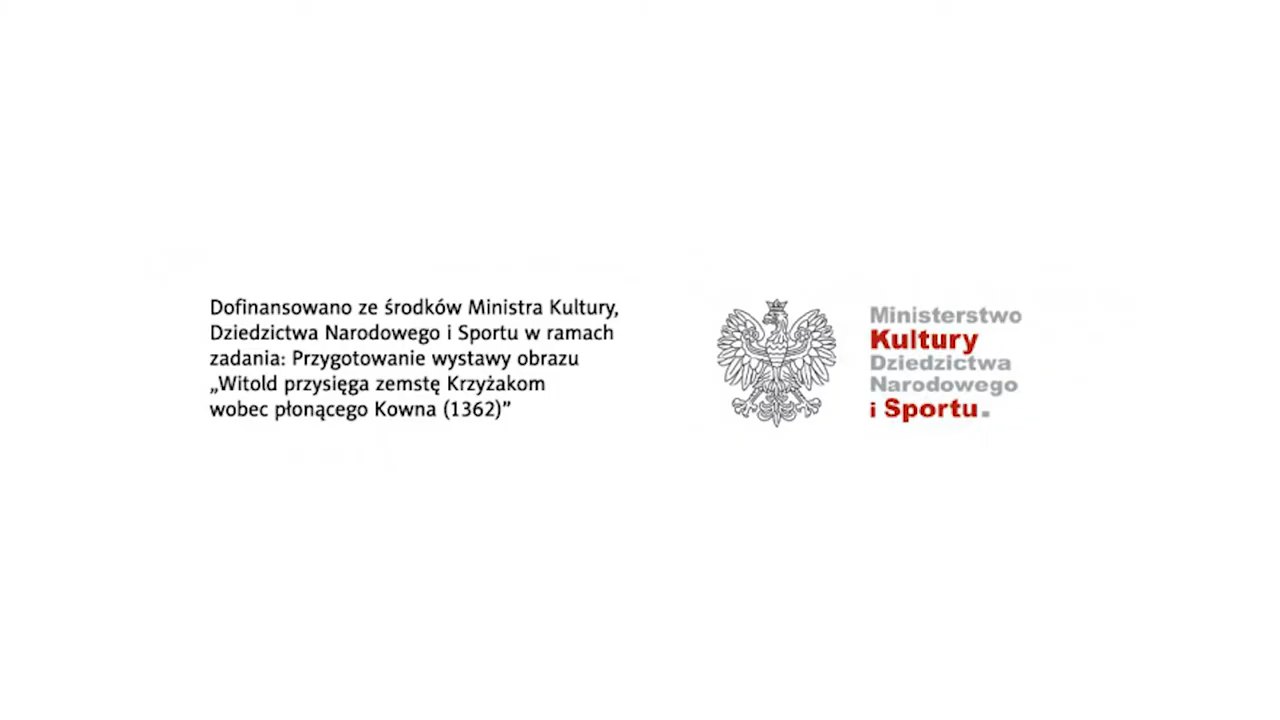 Dofinansowano ze środków Ministra Kultury,
Dziedzictwa Narodowego i Sportu w ramach
zadania: Przygotowanie wystawy obrazu
„Witold przysięga zemstę Krzyżakom
wobec płonącego Kowna (1362)”
Ministerstwo
Kultury
Dziedzictwa
Narodowego
i Sportu.